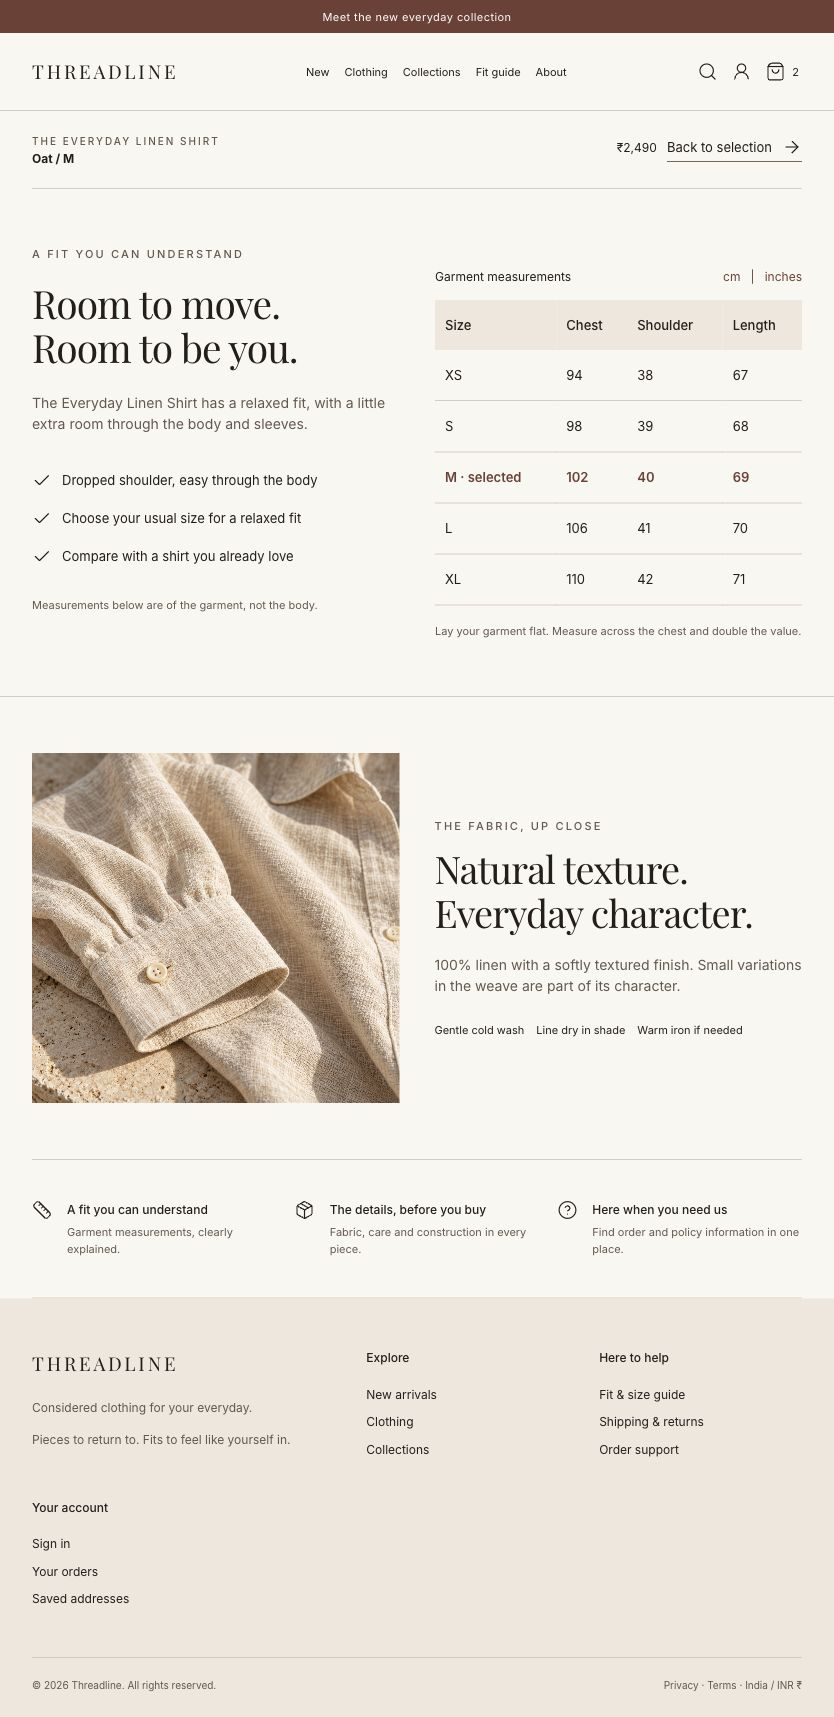 Meet the new everyday collection
THREADLINE
New Clothing Collections Fit guide About
2
THE EVERYDAY LINEN SHIRT
Oat / M
₹2,490 Back to selection
A FIT YOU CAN UNDERSTAND
Room to move.
Room to be you.
The Everyday Linen Shirt has a relaxed fit, with a little
extra room through the body and sleeves.
Dropped shoulder, easy through the body
Choose your usual size for a relaxed fit
Compare with a shirt you already love
Measurements below are of the garment, not the body.
Garment measurements cm | inches
Size Chest Shoulder Length
XS 94 38 67
S 98 39 68
M · selected 102 40 69
L 106 41 70
XL 110 42 71
Lay your garment flat. Measure across the chest and double the value.
THE FABRIC, UP CLOSE
Natural texture.
Everyday character.
100% linen with a softly textured finish. Small variations
in the weave are part of its character.
Gentle cold wash Line dry in shade Warm iron if needed
A fit you can understand
Garment measurements, clearly
explained.
The details, before you buy
Fabric, care and construction in every
piece.
Here when you need us
Find order and policy information in one
place.
THREADLINE
Considered clothing for your everyday.
Pieces to return to. Fits to feel like yourself in.
Explore
New arrivals
Clothing
Collections
Here to help
Fit & size guide
Shipping & returns
Order support
Your account
Sign in
Your orders
Saved addresses
© 2026 Threadline. All rights reserved.
Privacy · Terms · India / INR ₹